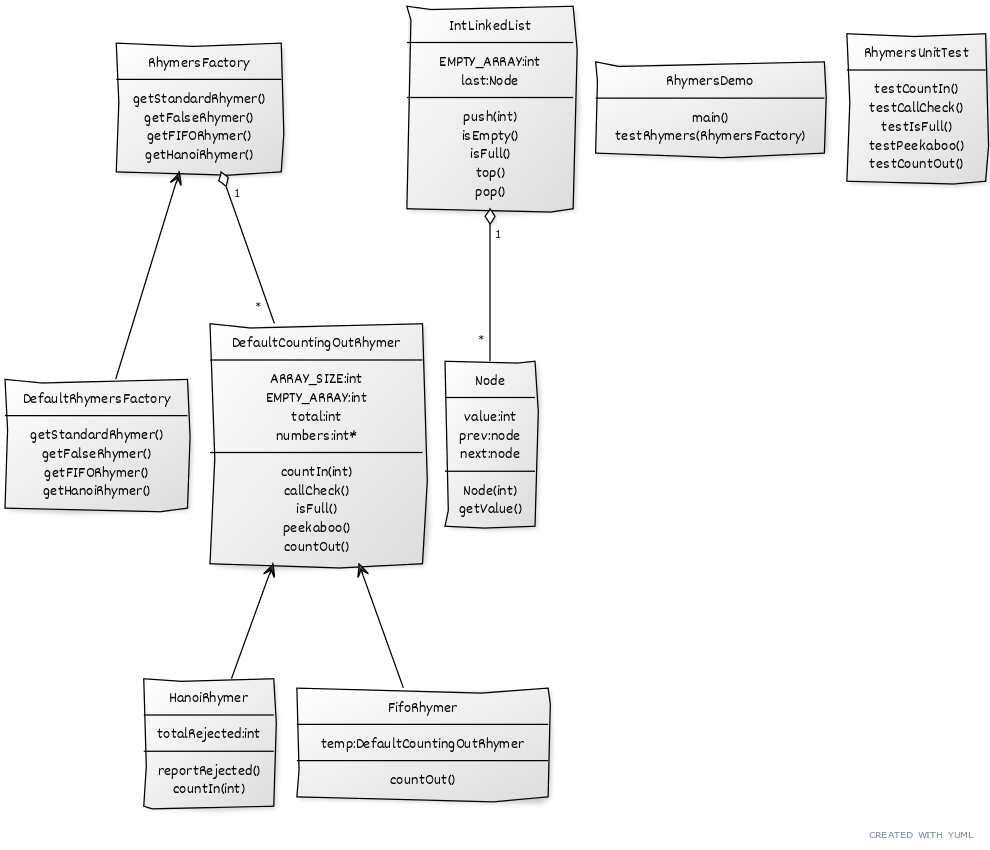 RhymersFactory
getStandardRhymer()
getFalseRhymer()
getFIFORhymer()
getHanoiRhymer()
1
*
IntLinkedList
EMPTY_ARRAY:int
last:Node
push(int)
isEmpty()
isFull()
top()
pop()
1
*
RhymersDemo
main()
testRhymers(RhymersFactory)
RhymersUnitTest
testCountIn()
testCallCheck()
testIsFull()
testPeekaboo()
testCountOut()
DefaultRhymersFactory
getStandardRhymer()
getFalseRhymer()
getFIFORhymer()
getHanoiRhymer()
DefaultCountingOutRhymer
ARRAY_SIZE:int
EMPTY_ARRAY:int
total:int
numbers:int*
countIn(int)
callCheck()
isFull()
peekaboo()
countOut()
Node
value:int
prev:node
next:node
Node(int)
getValue()
HanoiRhymer
totalRejected:int
reportRejected()
countIn(int)
FifoRhymer
temp:DefaultCountingOutRhymer
countOut()
CREATED WITH YUML